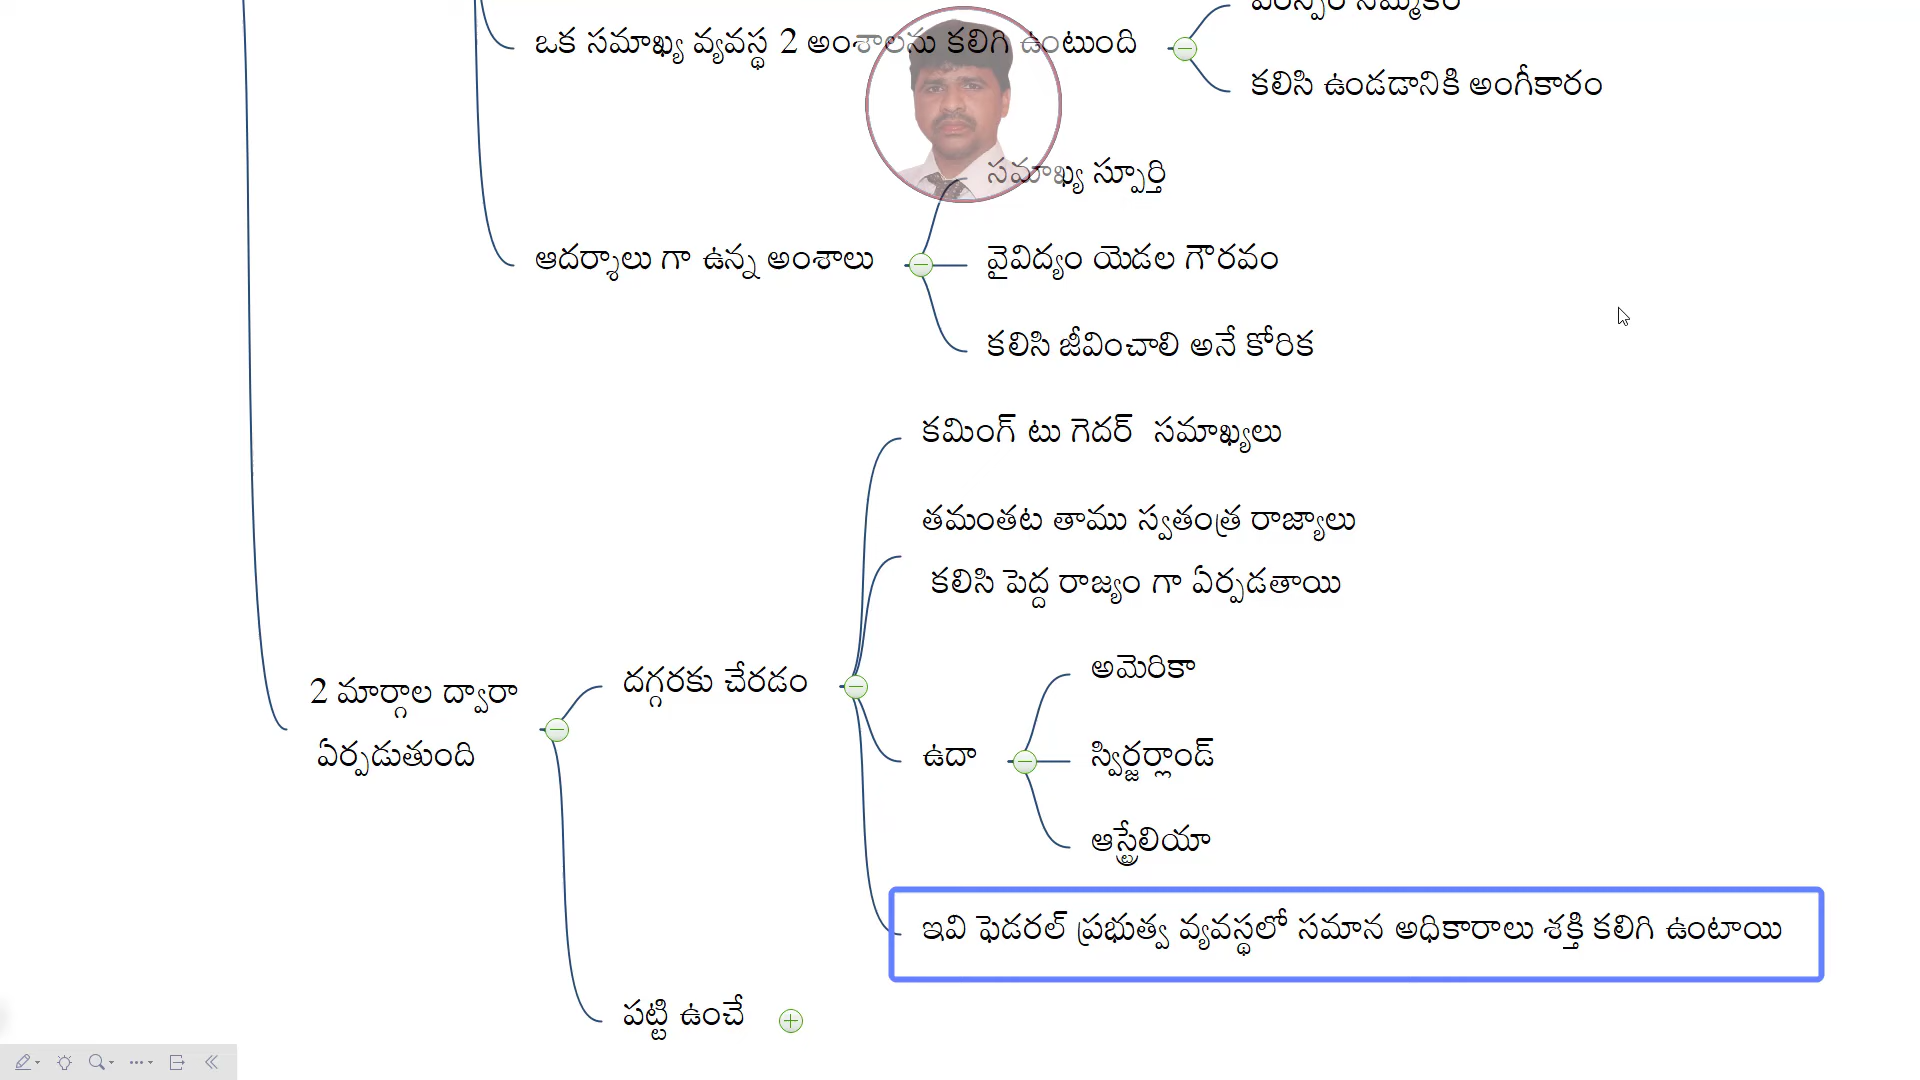 ఒక సమాఖ్య వ్యవస్థ 2 అంశాలను కలిగి ఉంటుంది
కలిసి ఉండడానికి అంగీకారం
సమాఖ్య స్పూర్తి
ఆదర్శాలు గా ఉన్న అంశాలు
వైవిద్యం యెడల గౌరవం
కలిసి జీవించాలి అనే కోరిక
కమింగ్ టు గెదర్  సమాఖ్యలు
తమంతట తాము స్వతంత్ర రాజ్యాలు
కలిసి పెద్ద రాజ్యం గా ఏర్పడతాయి
2 మార్గాల ద్వారా
ఏర్పడుతుంది
దగ్గరకు చేరడం
అమెరికా
ఉదా
స్విర్జర్లాండ్
ఆస్ట్రేలియా
ఇవి ఫెడరల్ ప్రభుత్వ వ్యవస్థలో సమాన అధికారాలు శక్తి కలిగి ఉంటాయి
పట్టి ఉంచే